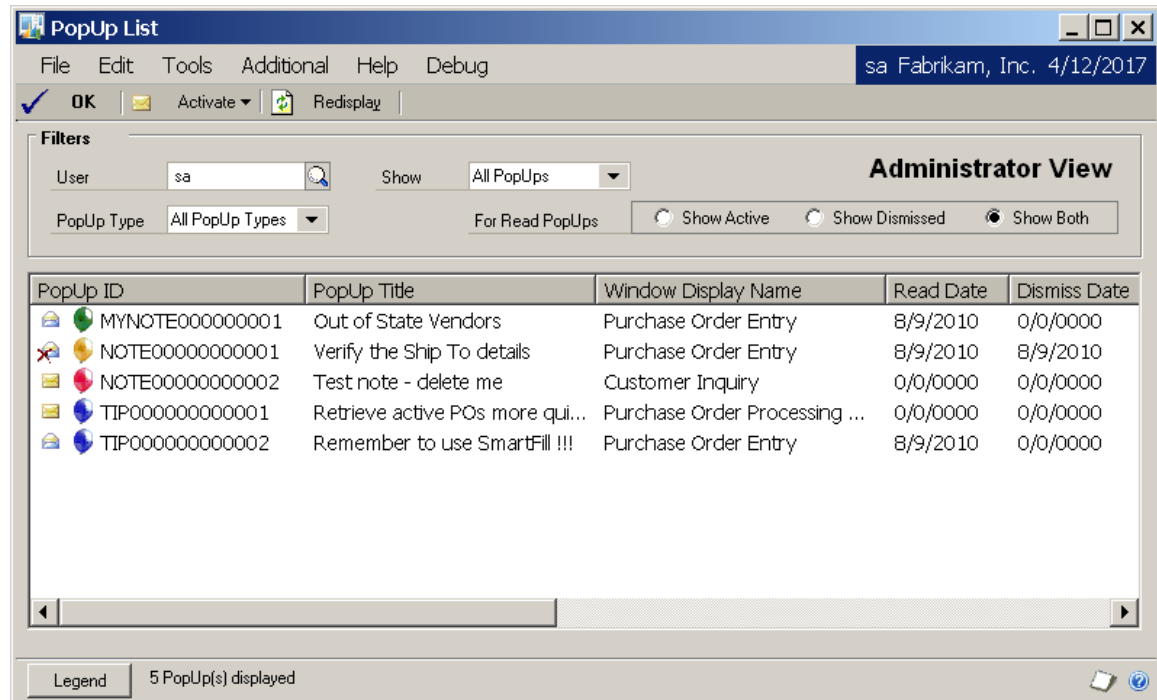 PopUp List
File Edit Tools Additional Help Debug sa Fabrikam, Inc. 4/12/2017
OK Activate Redisplay
Filters
Administrator View
User sa Show All PopUps
PopUp Type All PopUp Types For Read PopUps Show Active Show Dismissed Show Both
PopUp ID PopUp Title Window Display Name Read Date Dismiss Date
MYNOTE000000001 Out of State Vendors Purchase Order Entry 8/9/2010 0/0/0000
NOTE00000000001 Verify the Ship To details Purchase Order Entry 8/9/2010 8/9/2010
NOTE00000000002 Test note - delete me Customer Inquiry 0/0/0000 0/0/0000
TIP000000000001 Retrieve active POs more qui... Purchase Order Processing ... 0/0/0000 0/0/0000
TIP000000000002 Remember to use SmartFill !!! Purchase Order Entry 8/9/2010 0/0/0000
Legend 5 PopUp(s) displayed